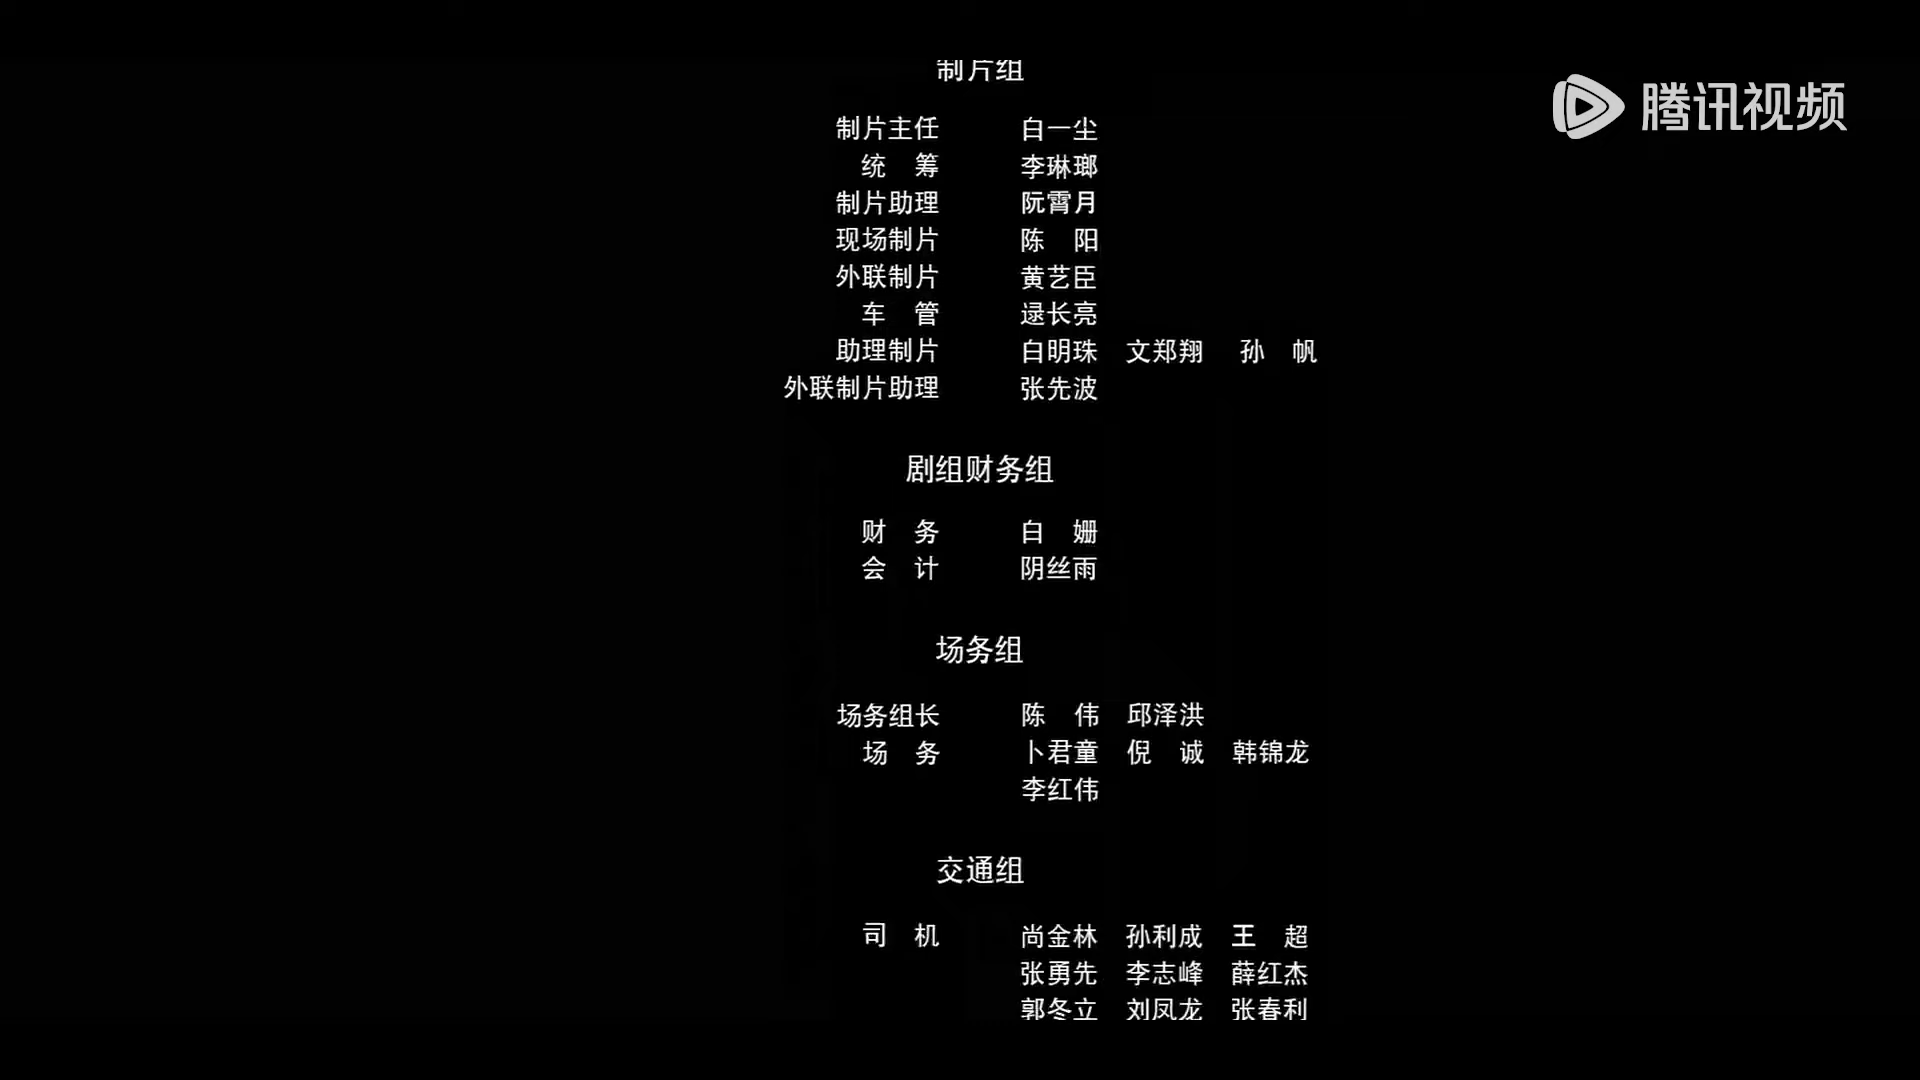 制片组
腾讯视频
制片主任 白一尘
统 筹 李琳瑯
制片助理 阮霄月
现场制片 陈 阳
外联制片 黄艺臣
车 管 逯长亮
助理制片 白明珠 文郑翔 孙 帆
外联制片助理 张先波
剧组财务组
财 务 白 姗
会 计 阴丝雨
场务组
场务组长 陈 伟 邱泽洪
场 务 卜君童 倪 诚 韩锦龙
李红伟
交通组
司 机 尚金林 孙利成 王 超
张勇先 李志峰 薛红杰
郭冬立 刘凤龙 张春利